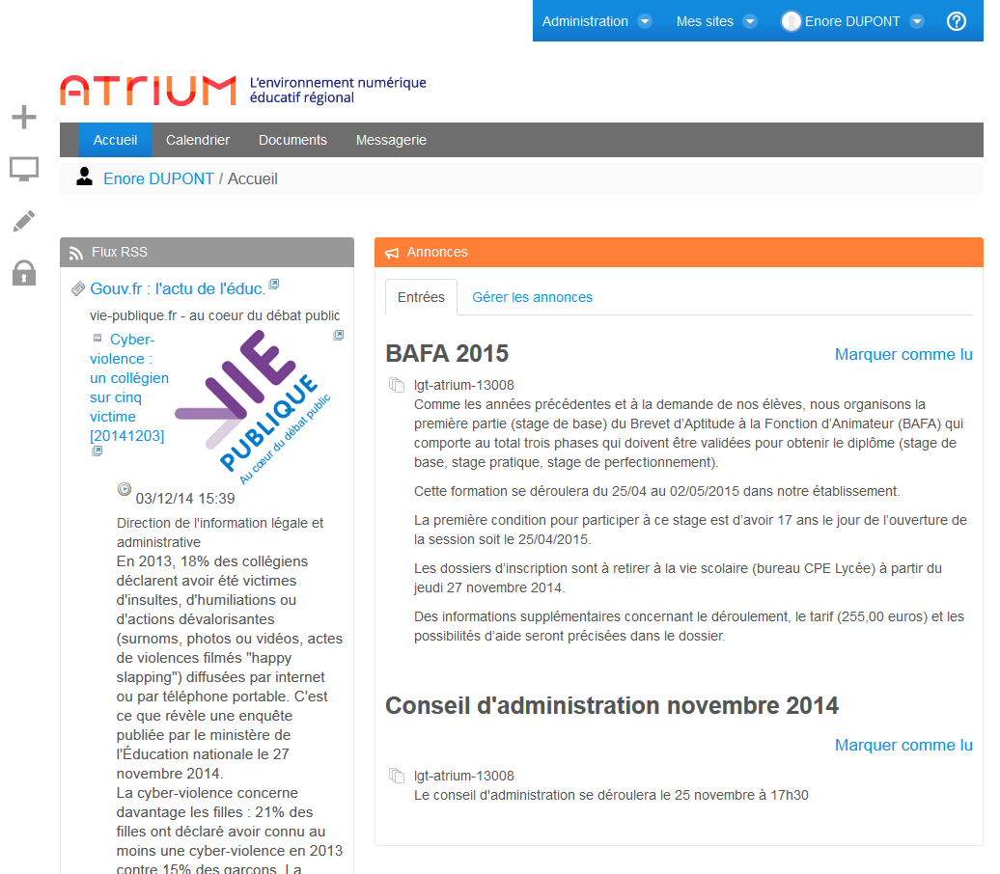 Administration Mes sites Enore DUPONT ?
ATRIUM
L'environnement numérique
éducatif régional
Accueil Calendrier Documents Messagerie
Enore DUPONT / Accueil
Flux RSS
Gouv.fr : l'actu de l'éduc.
vie-publique.fr - au coeur du débat public
Cyber-
violence :
un collégien
sur cinq
victime
[20141203]
VIE
PUBLIQUE
Au cœur du débat public
03/12/14 15:39
Direction de l'information légale et
administrative
En 2013, 18% des collégiens
déclarent avoir été victimes
d'insultes, d'humiliations ou
d'actions dévalorisantes
(surnoms, photos ou vidéos, actes
de violences filmés "happy
slapping") diffusées par internet
ou par téléphone portable. C'est
ce que révèle une enquête
publiée par le ministère de
l'Éducation nationale le 27
novembre 2014.
La cyber-violence concerne
davantage les filles : 21% des
filles ont déclaré avoir connu au
moins une cyber-violence en 2013
contre 15% des garçons. La
Annonces
Entrées Gérer les annonces
BAFA 2015
Marquer comme lu
lgt-atrium-13008
Comme les années précédentes et à la demande de nos élèves, nous organisons la
première partie (stage de base) du Brevet d’Aptitude à la Fonction d’Animateur (BAFA) qui
comporte au total trois phases qui doivent être validées pour obtenir le diplôme (stage de
base, stage pratique, stage de perfectionnement).
Cette formation se déroulera du 25/04 au 02/05/2015 dans notre établissement.
La première condition pour participer à ce stage est d’avoir 17 ans le jour de l’ouverture de
la session soit le 25/04/2015.
Les dossiers d’inscription sont à retirer à la vie scolaire (bureau CPE Lycée) à partir du
jeudi 27 novembre 2014.
Des informations supplémentaires concernant le déroulement, le tarif (255,00 euros) et les
possibilités d’aide seront précisées dans le dossier.
Conseil d'administration novembre 2014
Marquer comme lu
lgt-atrium-13008
Le conseil d'administration se déroulera le 25 novembre à 17h30